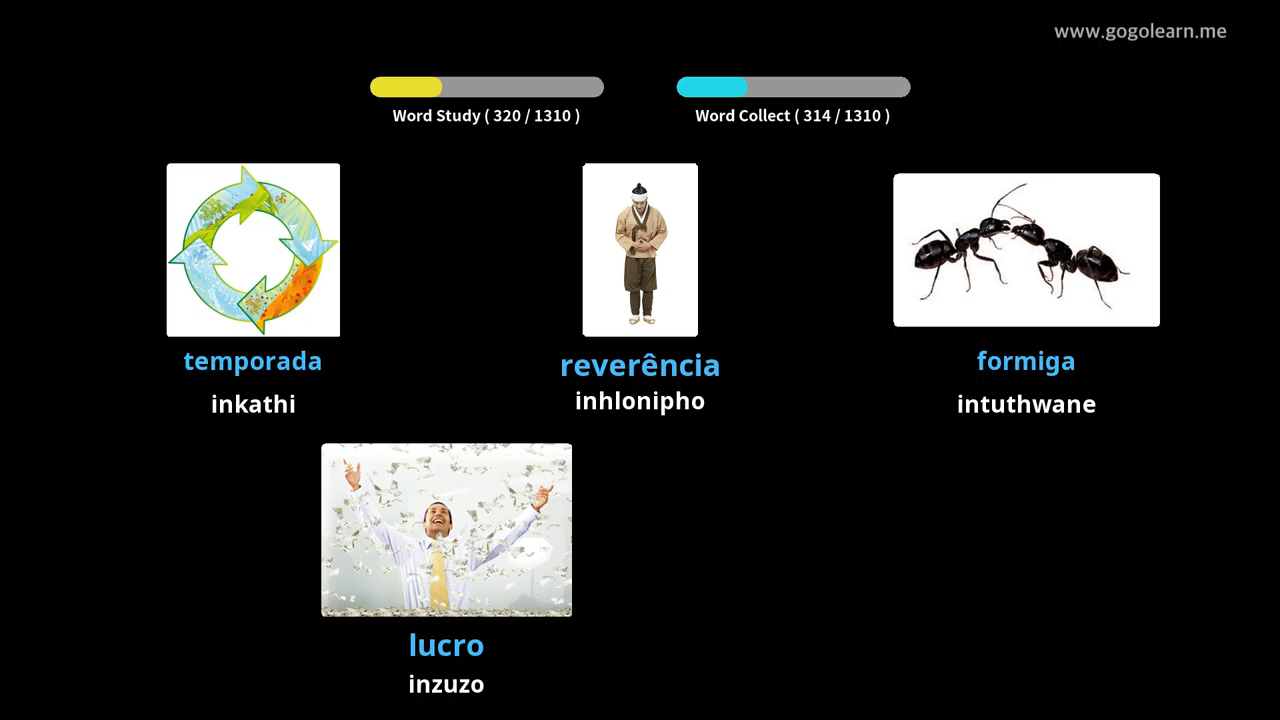 www.gogolearn.me
Word Study ( 320 / 1310 )
Word Collect ( 314 / 1310 )
temporada
inkathi
reverência
inhlonipho
formiga
intuthwane
lucro
inzuzo